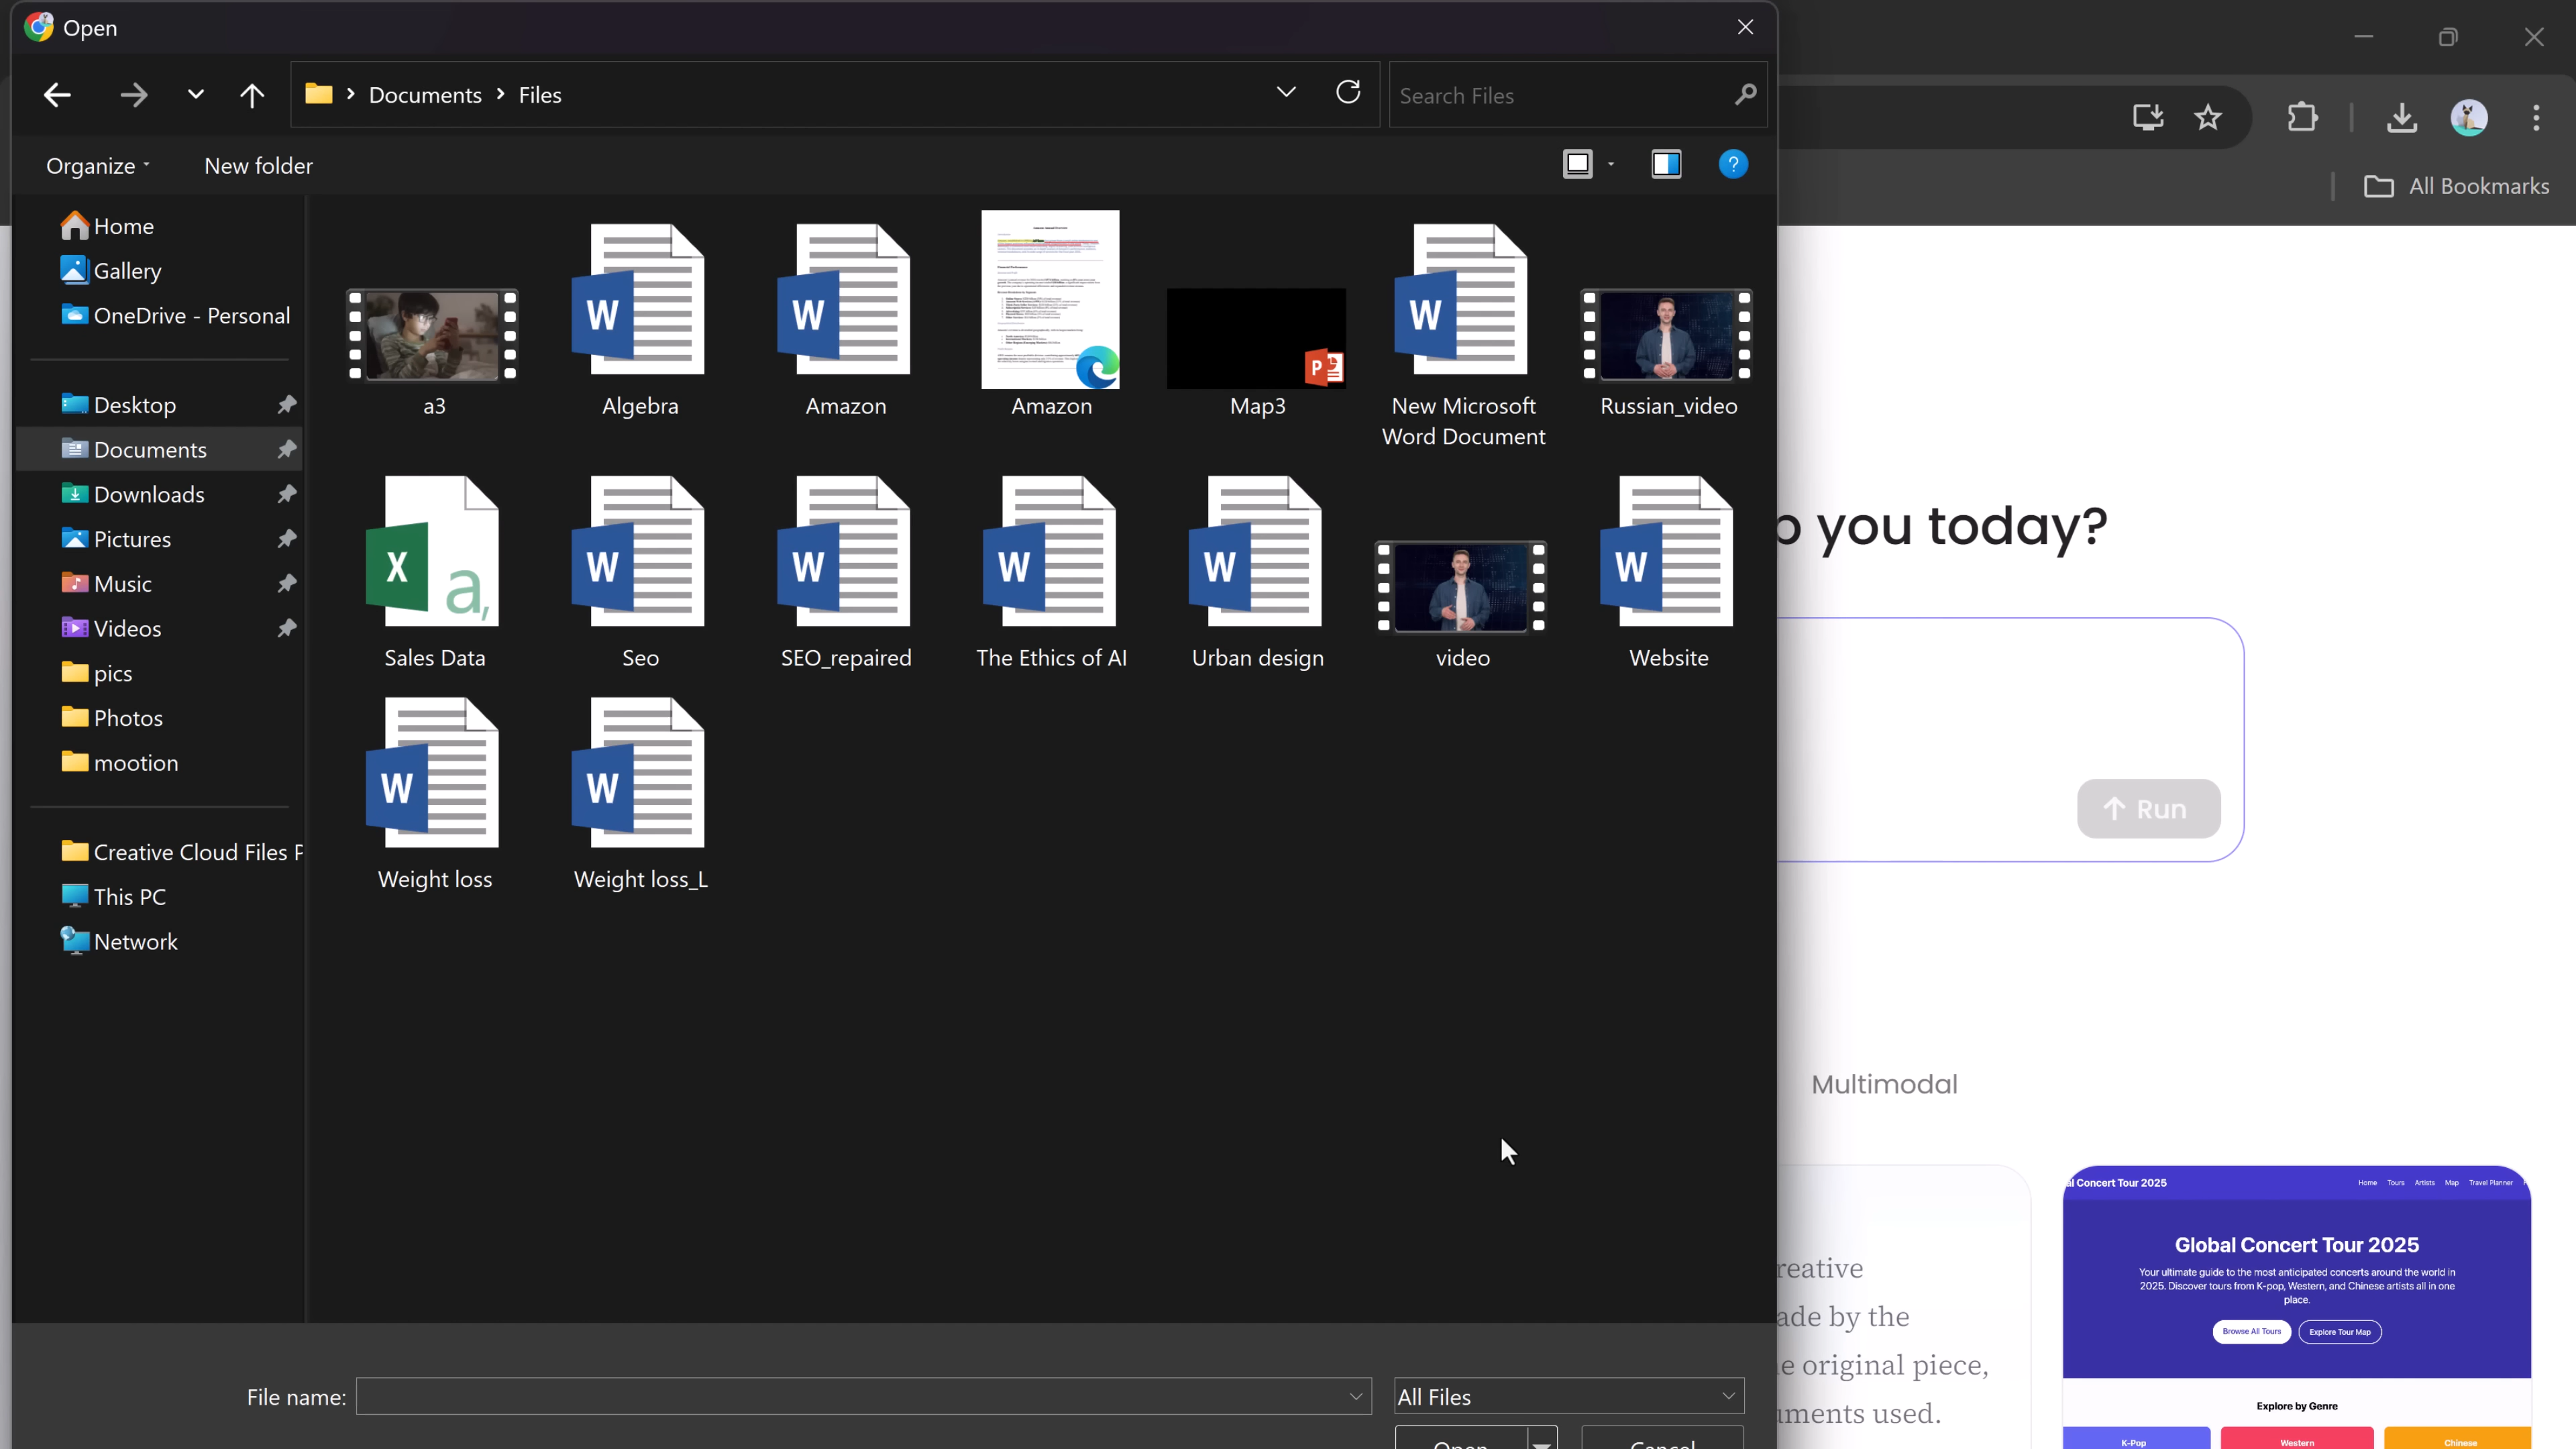 Open
Documents
Files
Search Files
Organize
New folder
All Bookmarks
Home
Gallery
OneDrive - Personal
Desktop
Documents
Downloads
Pictures
Music
Videos
pics
Photos
mootion
Creative Cloud Files P
This PC
Network
a3
Algebra
Amazon
Amazon
Map3
New Microsoft
Word Document
Russian_video
Sales Data
Seo
SEO_repaired
The Ethics of AI
Urban design
video
Website
Weight loss
Weight loss_L
you today?
Run
Multimodal
reative
ade by the
e original piece,
uments used.
al Concert Tour 2025
Home
Tours
Artists
Map
Travel Planner
Global Concert Tour 2025
Your ultimate guide to the most anticipated concerts around the world in
2025. Discover tours from K-pop, Western, and Chinese artists all in one
place.
Browse All Tours
Explore Tour Map
Explore by Genre
K-Pop
Western
Chinese
File name:
All Files
Open
Cancel